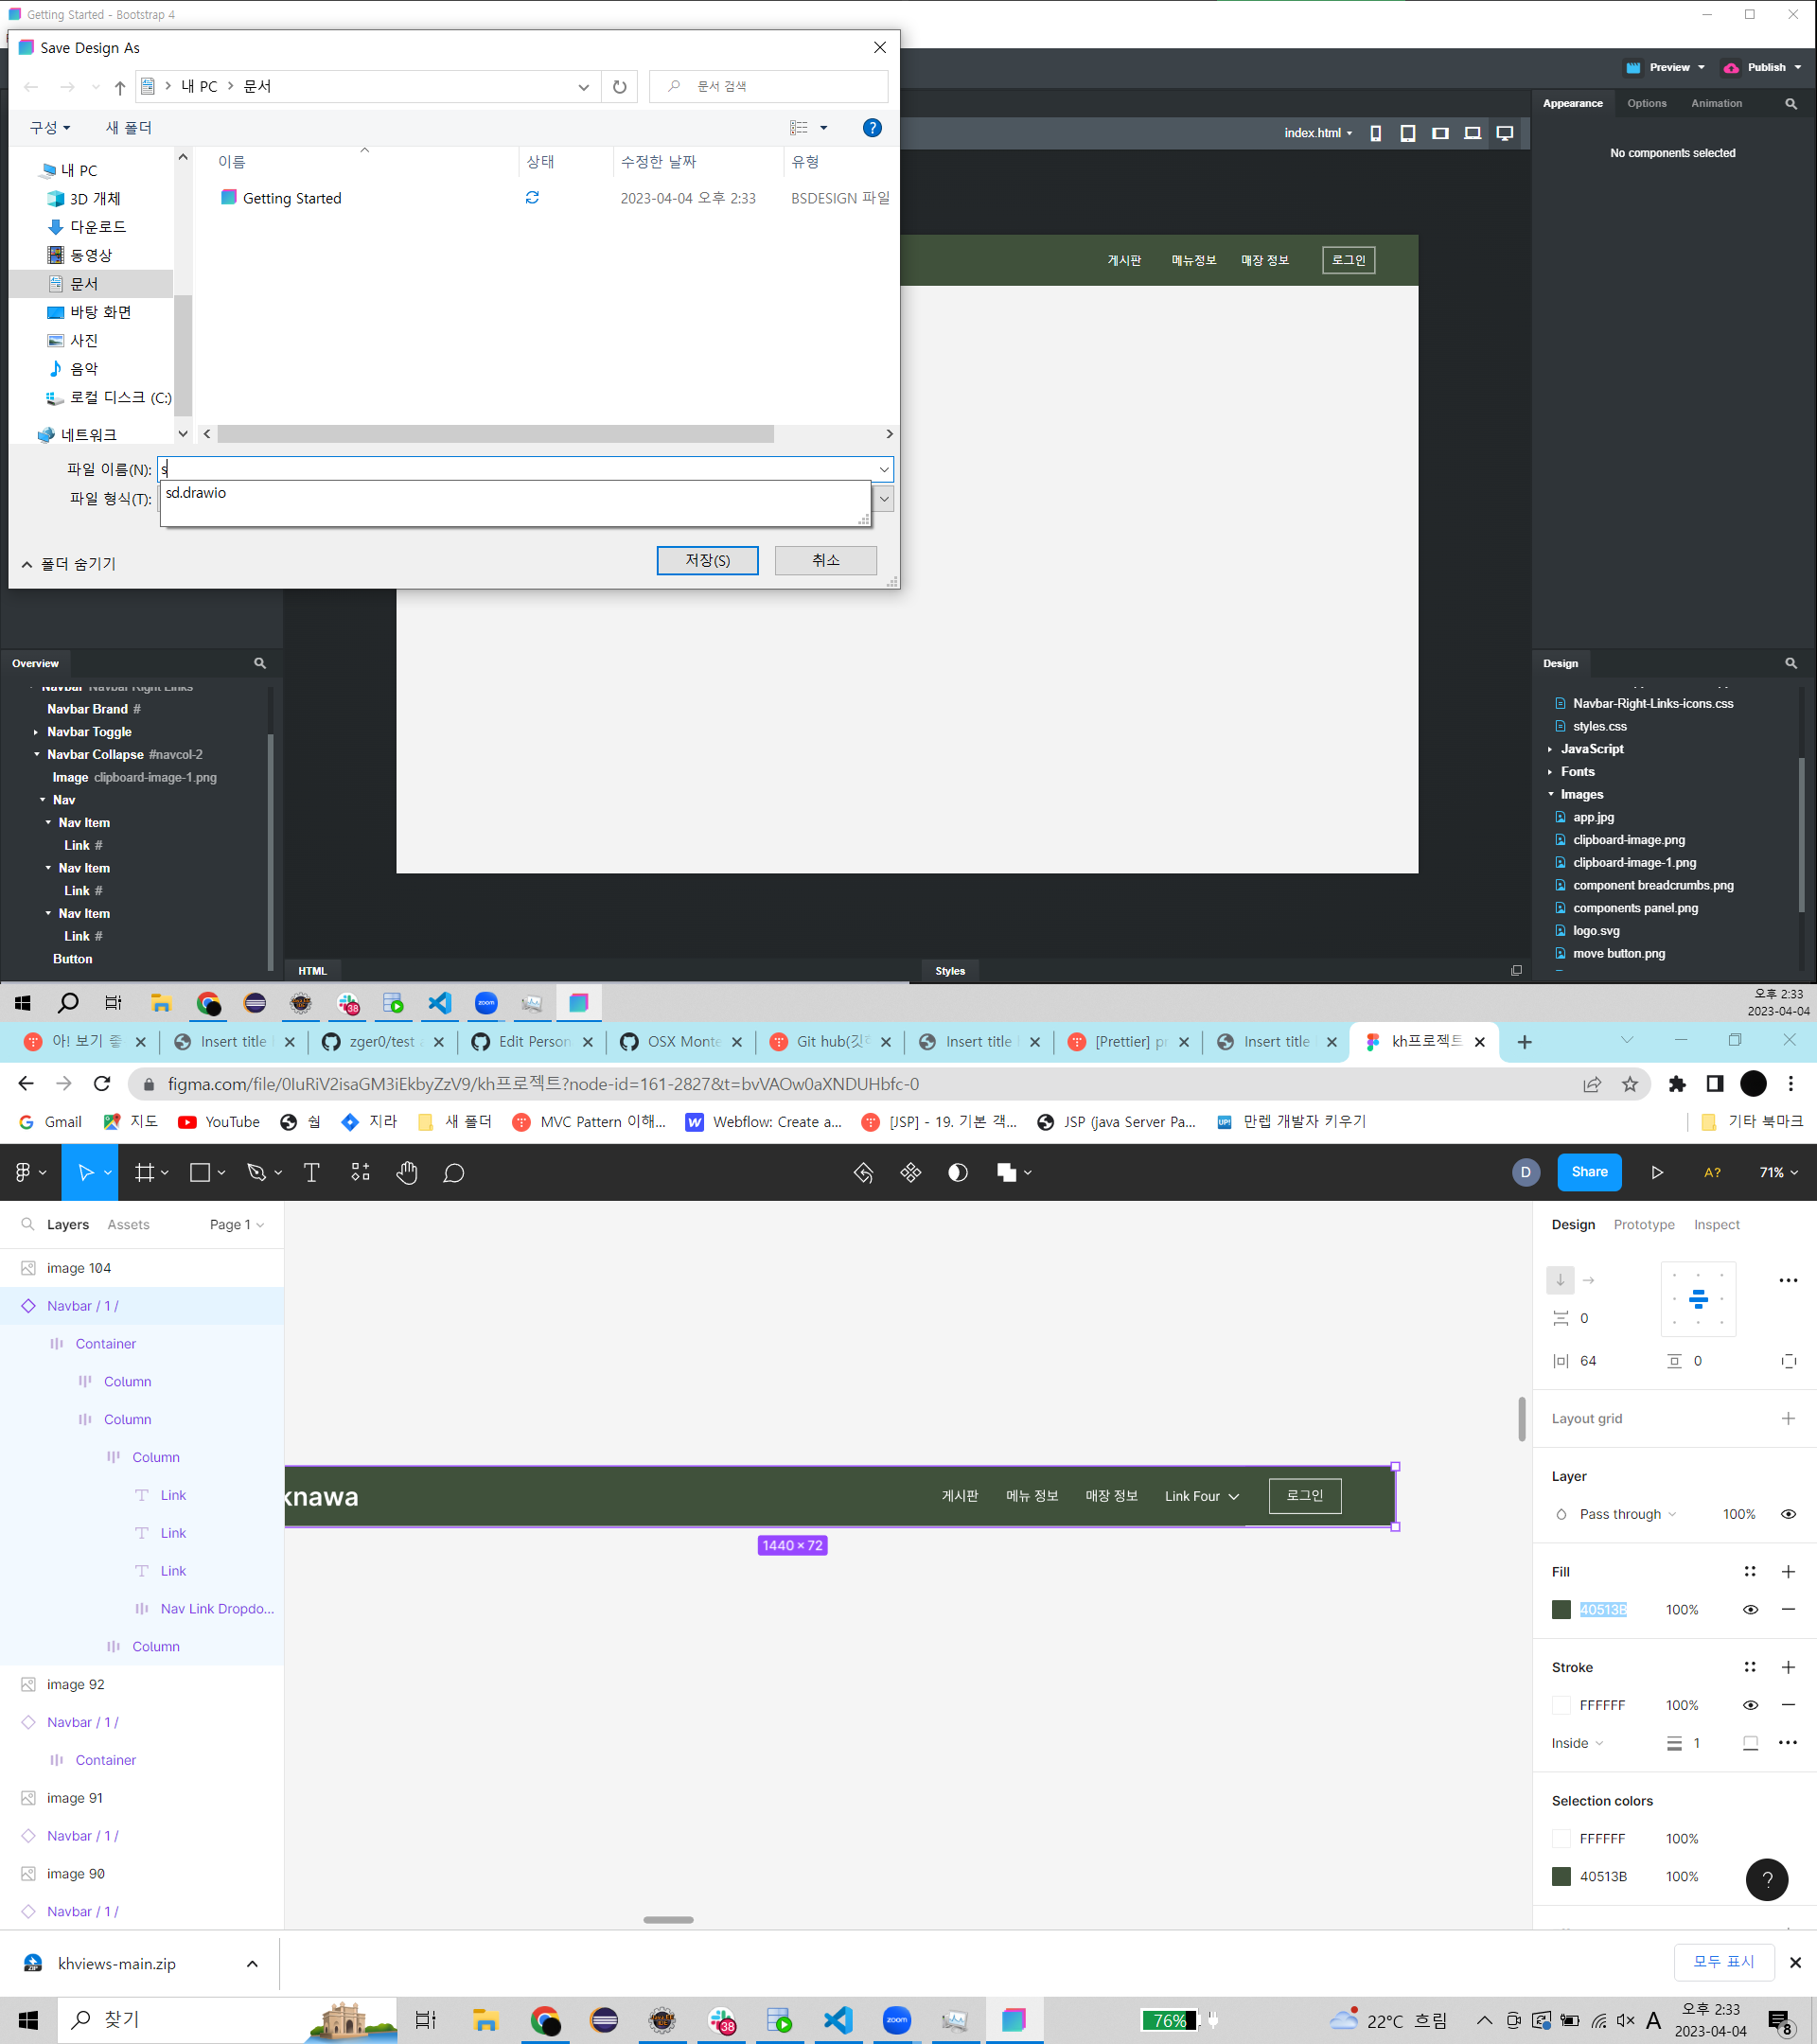 Getting Started - Bootstrap 4
Save Design As
내 PC > 문서
문서 검색
Preview
Publish
구성
새 폴더
Appearance
Options
Animation
index.html
No components selected
이름
상태
수정한 날짜
유형
내 PC
3D 개체
다운로드
동영상
문서
바탕 화면
사진
음악
로컬 디스크 (C:)
네트워크
Getting Started
2023-04-04 오후 2:33
BSDESIGN 파일
게시판
메뉴정보
매장 정보
로그인
파일 이름(N):
s
파일 형식(T):
sd.drawio
폴더 숨기기
저장(S)
취소
Overview
Navbar Navbar Right Links
Navbar Brand #
Navbar Toggle
Navbar Collapse #navcol-2
Image clipboard-image-1.png
Nav
Nav Item
Link #
Nav Item
Link #
Nav Item
Link #
Button
HTML
Styles
Design
Navbar-Right-Links-icons.css
styles.css
JavaScript
Fonts
Images
app.jpg
clipboard-image.png
clipboard-image-1.png
component breadcrumbs.png
components panel.png
logo.svg
move button.png
38
zoom
오후 2:33
2023-04-04
아! 보기 좋
Insert title
zger0/test
Edit Person
OSX Monte
Git hub(깃
Insert title
[Prettier] p
Insert title
kh프로젝트
figma.com/file/0luRiV2isaGM3iEkbyZzV9/kh프로젝트?node-id=161-2827&t=bvVAOw0aXNDUHbfc-0
Gmail
지도
YouTube
웝
지라
새 폴더
MVC Pattern 이해...
Webflow: Create a...
[JSP] - 19. 기본 객...
JSP (Java Server Pa...
만렙 개발자 키우기
기타 북마크
D
Share
A?
71%
Layers
Assets
Page 1
image 104
Navbar / 1 /
Container
Column
Column
Column
Link
Link
Link
Nav Link Dropdo...
Column
image 92
Navbar / 1 /
Container
image 91
Navbar / 1 /
image 90
Navbar / 1 /
knawa
게시판
메뉴 정보
매장 정보
Link Four
로그인
1440 × 72
Design
Prototype
Inspect
0
64
0
Layout grid
Layer
Pass through
100%
Fill
40513B
100%
Stroke
FFFFFF
100%
Inside
1
Selection colors
FFFFFF
100%
40513B
100%
?
khviews-main.zip
모두 표시
찾기
38
zoom
76%
22°C 흐림
A
오후 2:33
2023-04-04
8